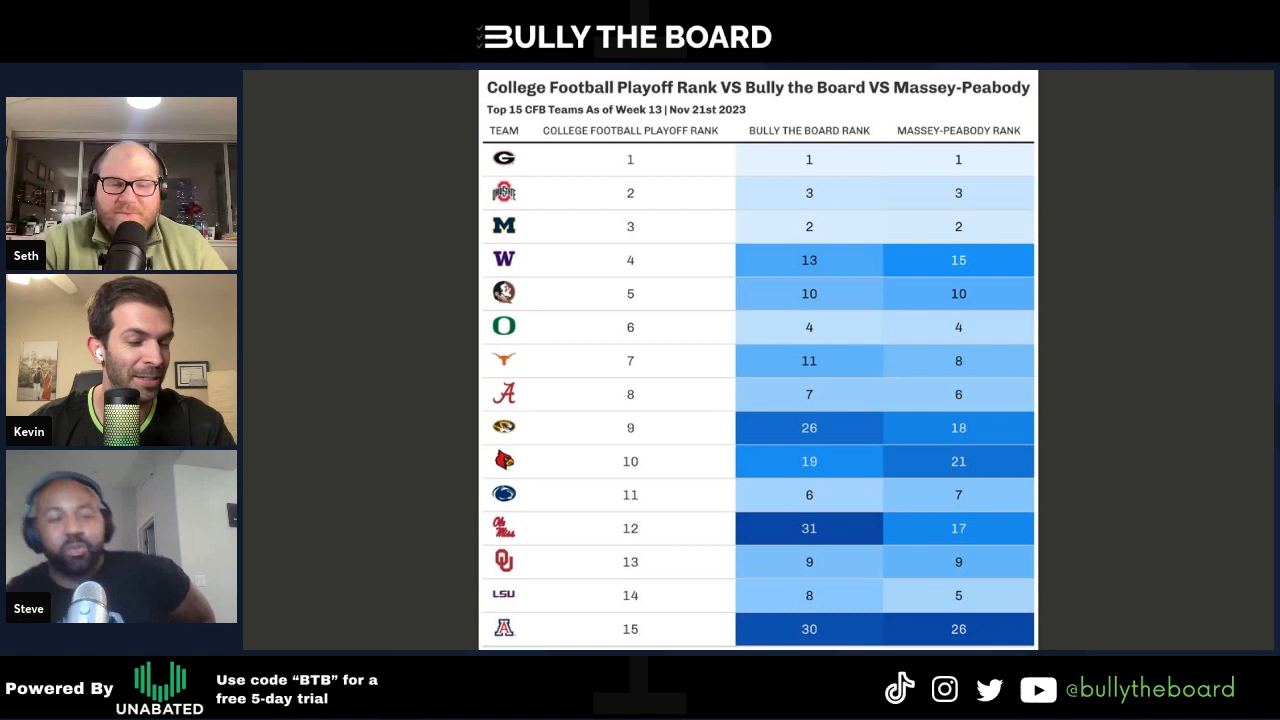 BULLY THE BOARD
College Football Playoff Rank VS Bully the Board VS Massey-Peabody
Top 15 CFB Teams As of Week 13 | Nov 21st 2023
TEAM COLLEGE FOOTBALL PLAYOFF RANK BULLY THE BOARD RANK MASSEY-PEABODY RANK
G 1 1 1
OHIO STATE 2 3 3
M 3 2 2
W 4 13 15
5 10 10
O 6 4 4
7 11 8
A 8 7 6
9 26 18
10 19 21
11 6 7
Ole Miss 12 31 17
OU 13 9 9
LSU 14 8 5
A 15 30 26
Seth
Kevin
Steve
Powered By
UNABATED
Use code “BTB” for a
free 5-day trial
@bullytheboard